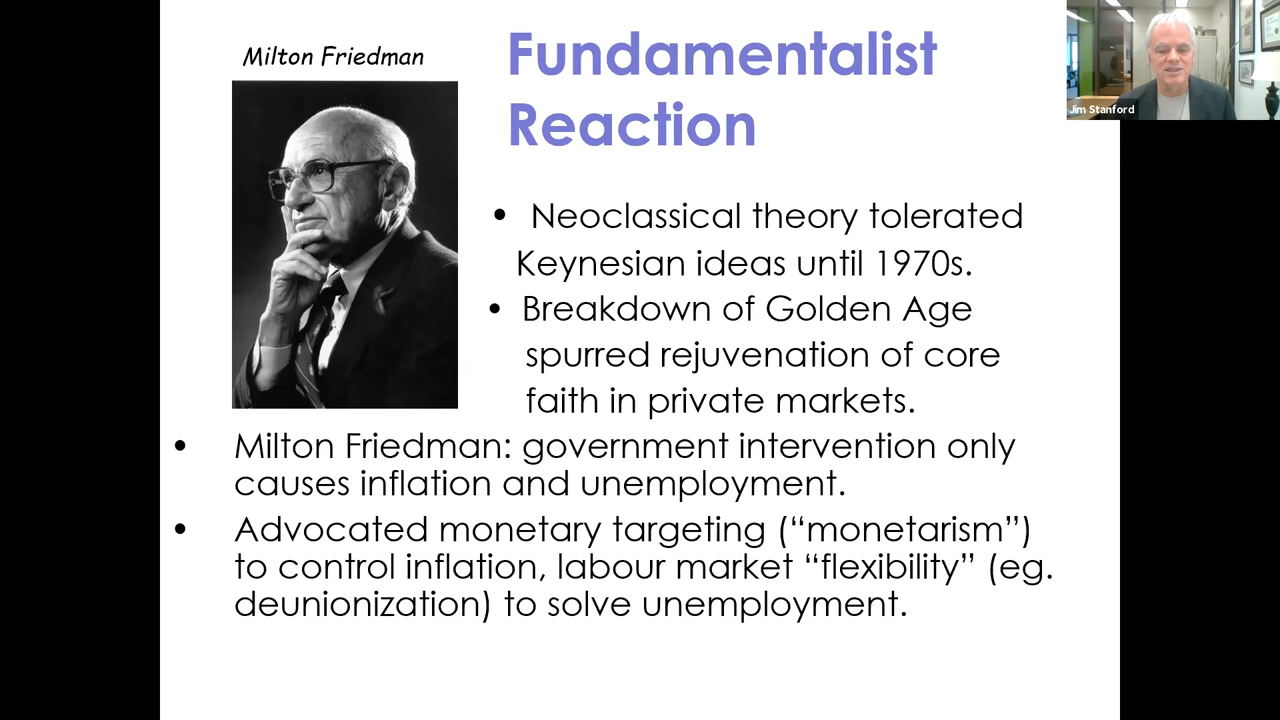 Milton Friedman
Fundamentalist
Reaction
• Neoclassical theory tolerated
Keynesian ideas until 1970s.
• Breakdown of Golden Age
spurred rejuvenation of core
faith in private markets.
• Milton Friedman: government intervention only
causes inflation and unemployment.
• Advocated monetary targeting (“monetarism”)
to control inflation, labour market “flexibility” (eg.
deunionization) to solve unemployment.
Jim Stanford